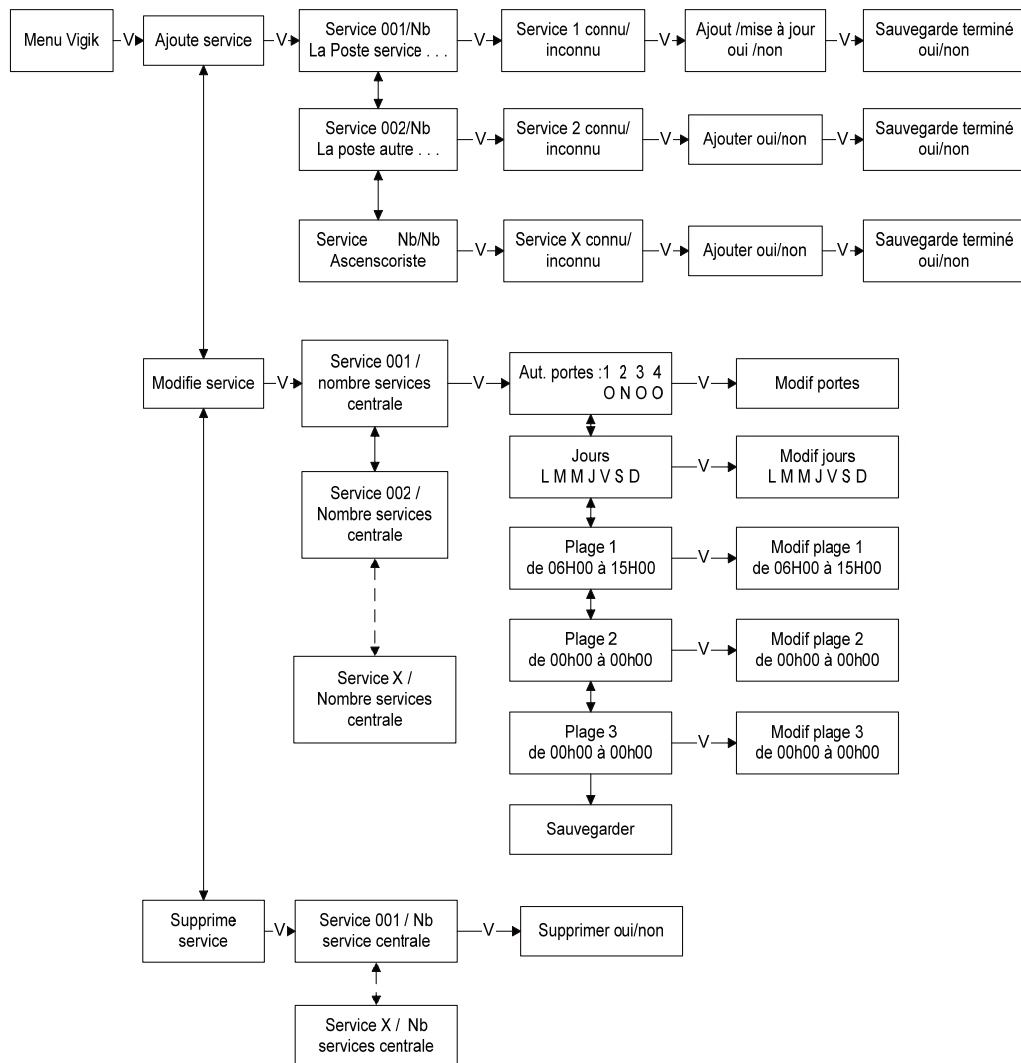 Menu Vigik
V
Ajoute service
V
Service 001/Nb
La Poste service . . .
V
Service 1 connu/
inconnu
V
Ajout /mise à jour
oui /non
V
Sauvegarde terminé
oui/non
Service 002/Nb
La poste autre . . .
V
Service 2 connu/
inconnu
V
Ajouter oui/non
V
Sauvegarde terminé
oui/non
Service Nb/Nb
Ascenscoriste
V
Service X connu/
inconnu
V
Ajouter oui/non
V
Sauvegarde terminé
oui/non
Modifie service
V
Service 001 /
nombre services
centrale
V
Aut. portes :1 2 3 4
O N O O
V
Modif portes
Jours
L M M J V S D
V
Modif jours
L M M J V S D
Service 002 /
Nombre services
centrale
Plage 1
de 06H00 à 15H00
V
Modif plage 1
de 06H00 à 15H00
Plage 2
de 00h00 à 00h00
V
Modif plage 2
de 00h00 à 00h00
Service X /
Nombre services
centrale
Plage 3
de 00h00 à 00h00
V
Modif plage 3
de 00h00 à 00h00
Sauvegarder
Supprime
service
V
Service 001 / Nb
service centrale
V
Supprimer oui/non
Service X / Nb
services centrale